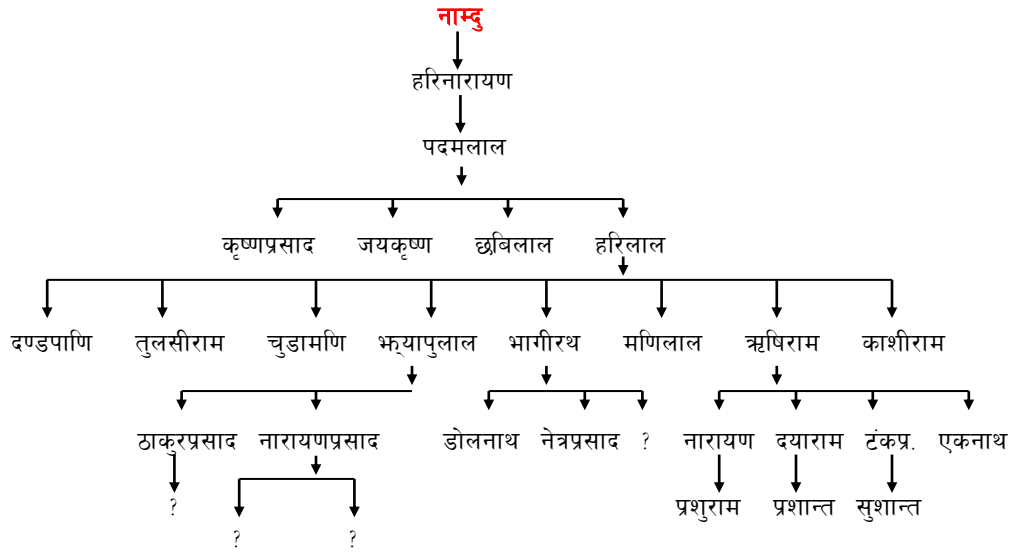 नाम्दु
हरिनारायण
पदमलाल
कृष्णप्रसाद जयकृष्ण छबिलाल हरिलाल
दण्डपाणि तुलसीराम चुडामणि झ्यापुलाल भागीरथ मणिलाल ऋषिराम काशीराम
ठाकुरप्रसाद नारायणप्रसाद डोलनाथ नेत्रप्रसाद ? नारायण दयाराम टंकप्र. एकनाथ
? प्रशुराम प्रशान्त सुशान्त
? ?